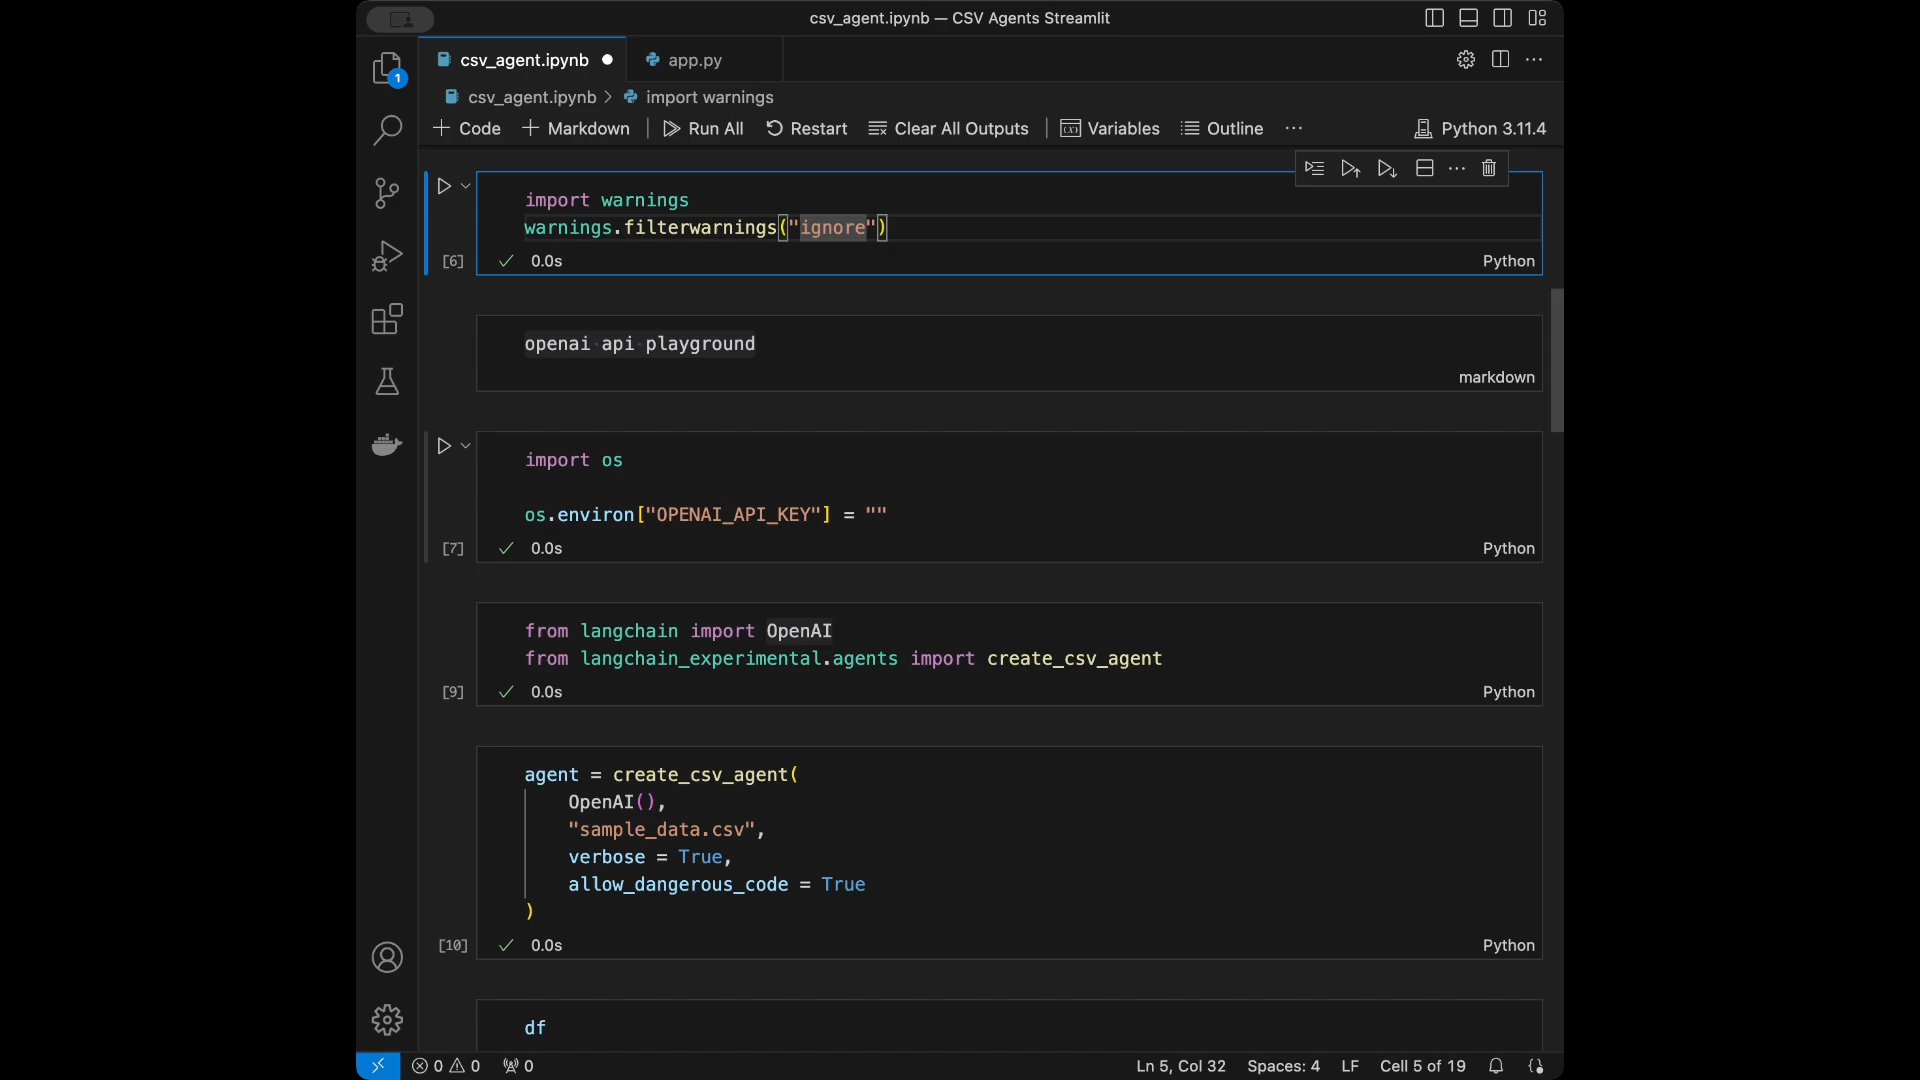 csv_agent.ipynb — CSV Agents Streamlit
1
csv_agent.ipynb
app.py
csv_agent.ipynb > import warnings
Code
Markdown
Run All
Restart
Clear All Outputs
Variables
Outline
...
Python 3.11.4
import warnings
warnings.filterwarnings("ignore")
[6]
0.0s
Python
openai api playground
markdown
import os
os.environ["OPENAI_API_KEY"] = ""
[7]
0.0s
Python
from langchain import OpenAI
from langchain_experimental.agents import create_csv_agent
[9]
0.0s
Python
agent = create_csv_agent(
OpenAI(),
"sample_data.csv",
verbose = True,
allow_dangerous_code = True
)
[10]
0.0s
Python
df
0 0 0
Ln 5, Col 32
Spaces: 4
LF
Cell 5 of 19